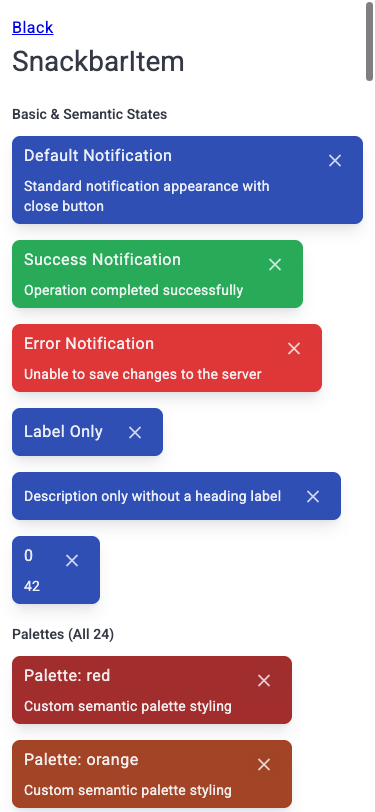 Black
SnackbarItem
Basic & Semantic States
Default Notification
Standard notification appearance with
close button
Success Notification
Operation completed successfully
Error Notification
Unable to save changes to the server
Label Only
Description only without a heading label
0
42
Palettes (All 24)
Palette: red
Custom semantic palette styling
Palette: orange
Custom semantic palette styling